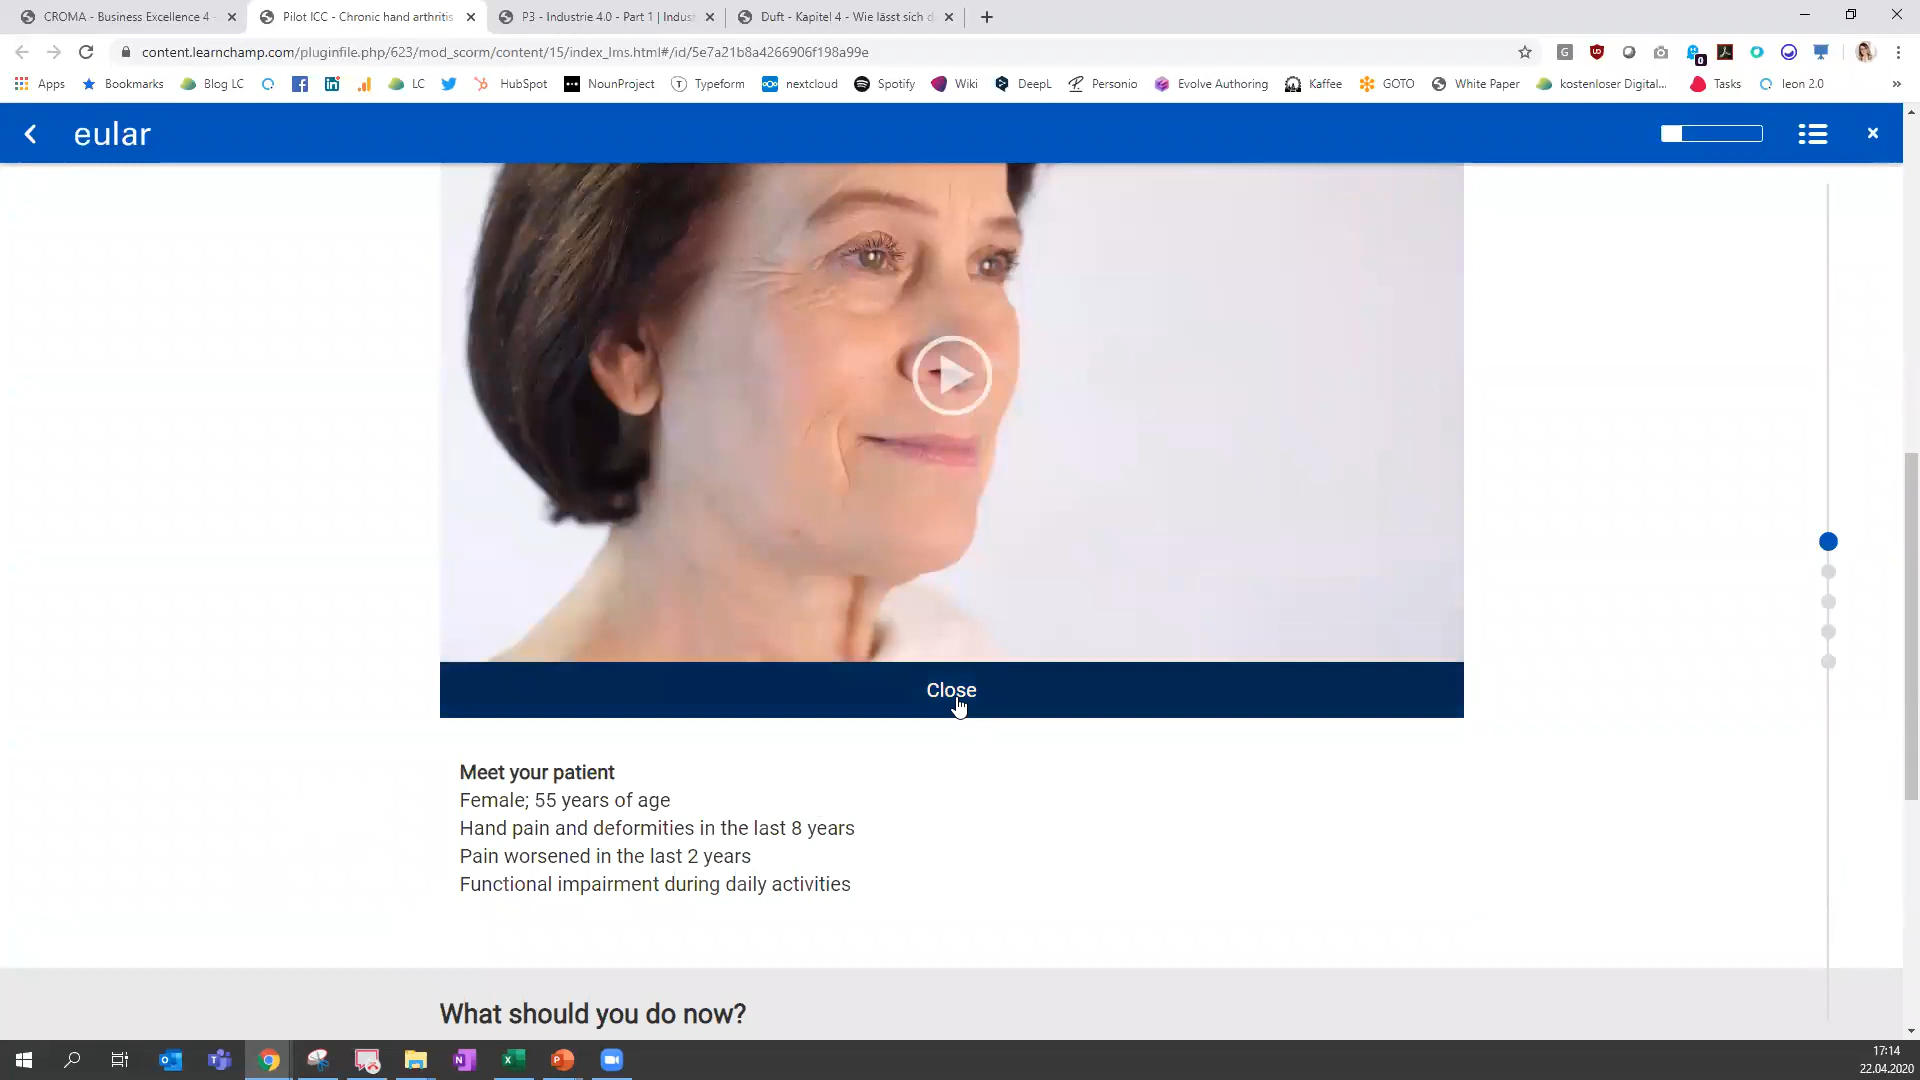 CROMA - Business Excellence 4 -
Pilot ICC - Chronic hand arthritis
P3 - Industrie 4.0 - Part 1 | Indus
Duft - Kapitel 4 - Wie lässt sich d
content.learnchamp.com/pluginfile.php/623/mod_scorm/content/15/index_lms.html#/id/5e7a21b8a4266906f198a99e
Apps Bookmarks Blog LC LC HubSpot NounProject Typeform nextcloud Spotify Wiki DeepL Personio Evolve Authoring Kaffee GOTO White Paper kostenloser Digital... Tasks leon 2.0 »
eular
Close
Meet your patient
Female; 55 years of age
Hand pain and deformities in the last 8 years
Pain worsened in the last 2 years
Functional impairment during daily activities
What should you do now?
17:14
22.04.2020